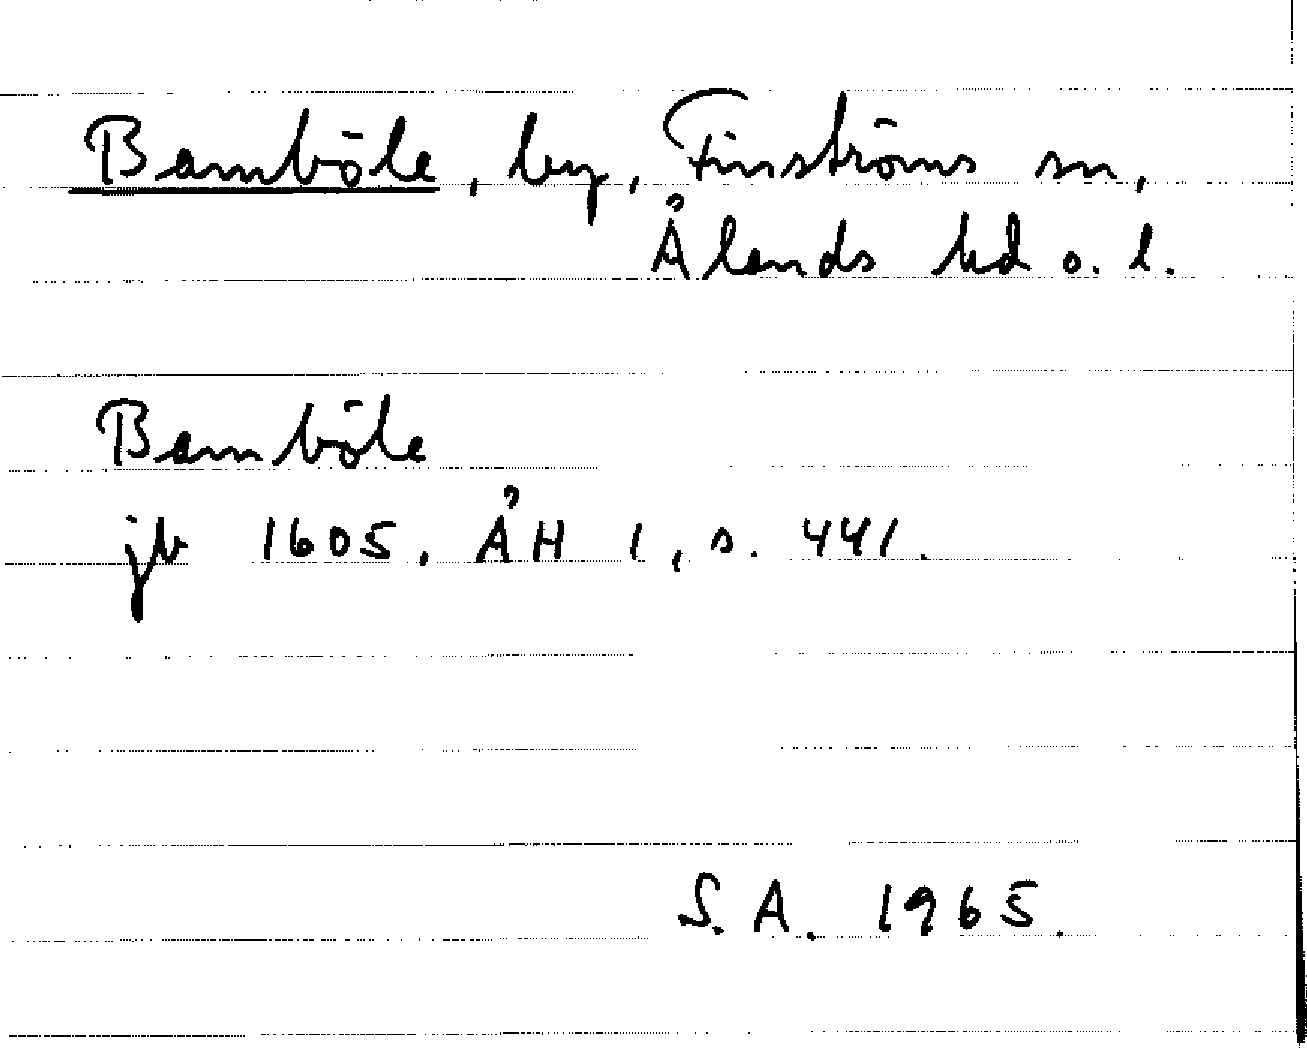 Bamböle, by, Finströms sn,
Ålands hd o. l.
Bamböle
jb 1605. ÅH 1, s. 441.
S. A. 1965.